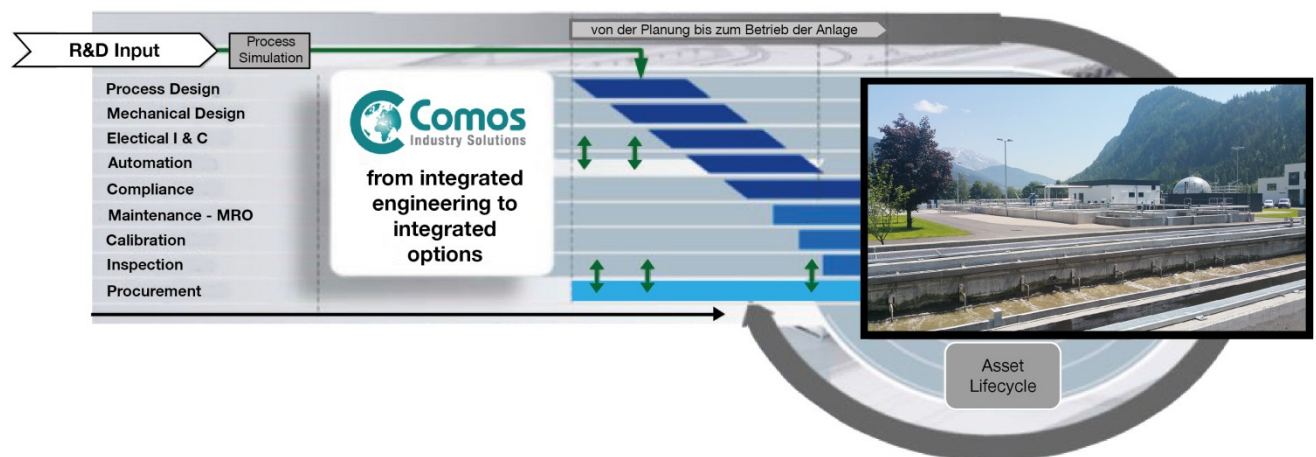 von der Planung bis zum Betrieb der Anlage
R&D Input
Process
Simulation
Process Design
Mechanical Design
Electical I & C
Automation
Compliance
Maintenance - MRO
Calibration
Inspection
Procurement
Comos
Industry Solutions
from integrated
engineering to
integrated
options
Asset
Lifecycle